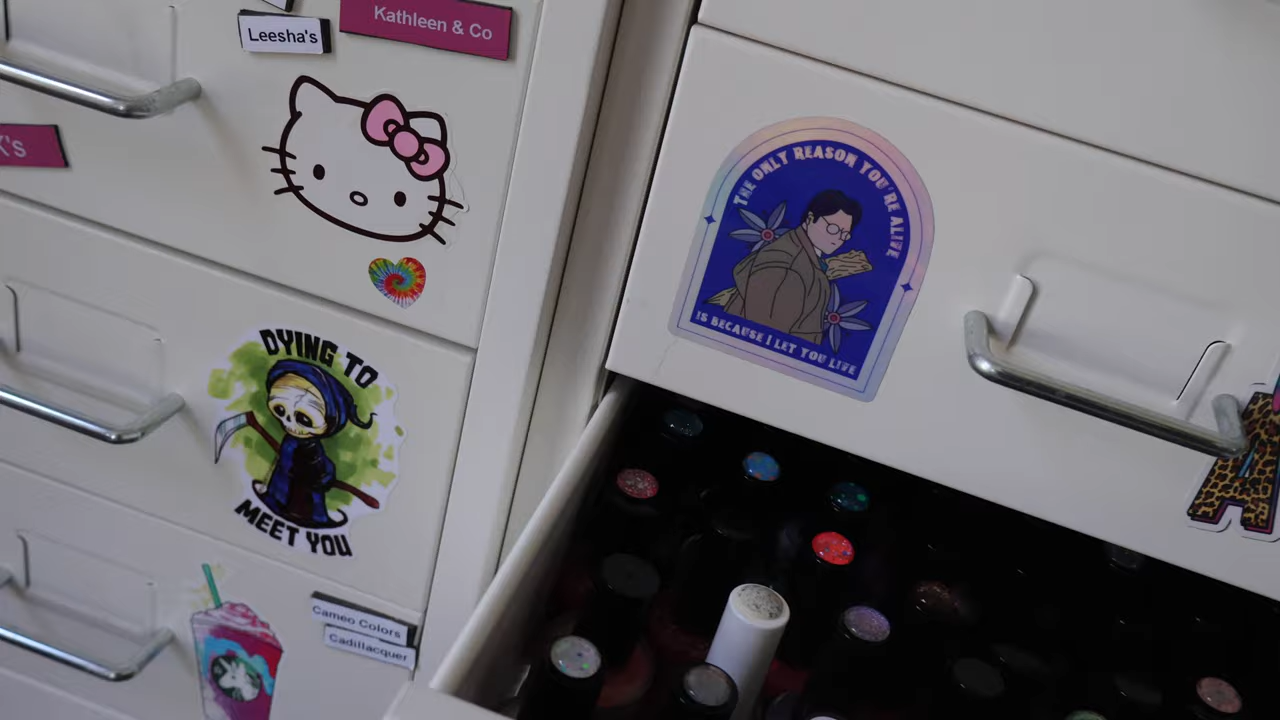 Leesha's
Kathleen & Co
K's
THE ONLY REASON YOU'RE ALIVE
IS BECAUSE I LET YOU LIVE
DYING TO
MEET YOU
Cameo Colors
Cadillacquer